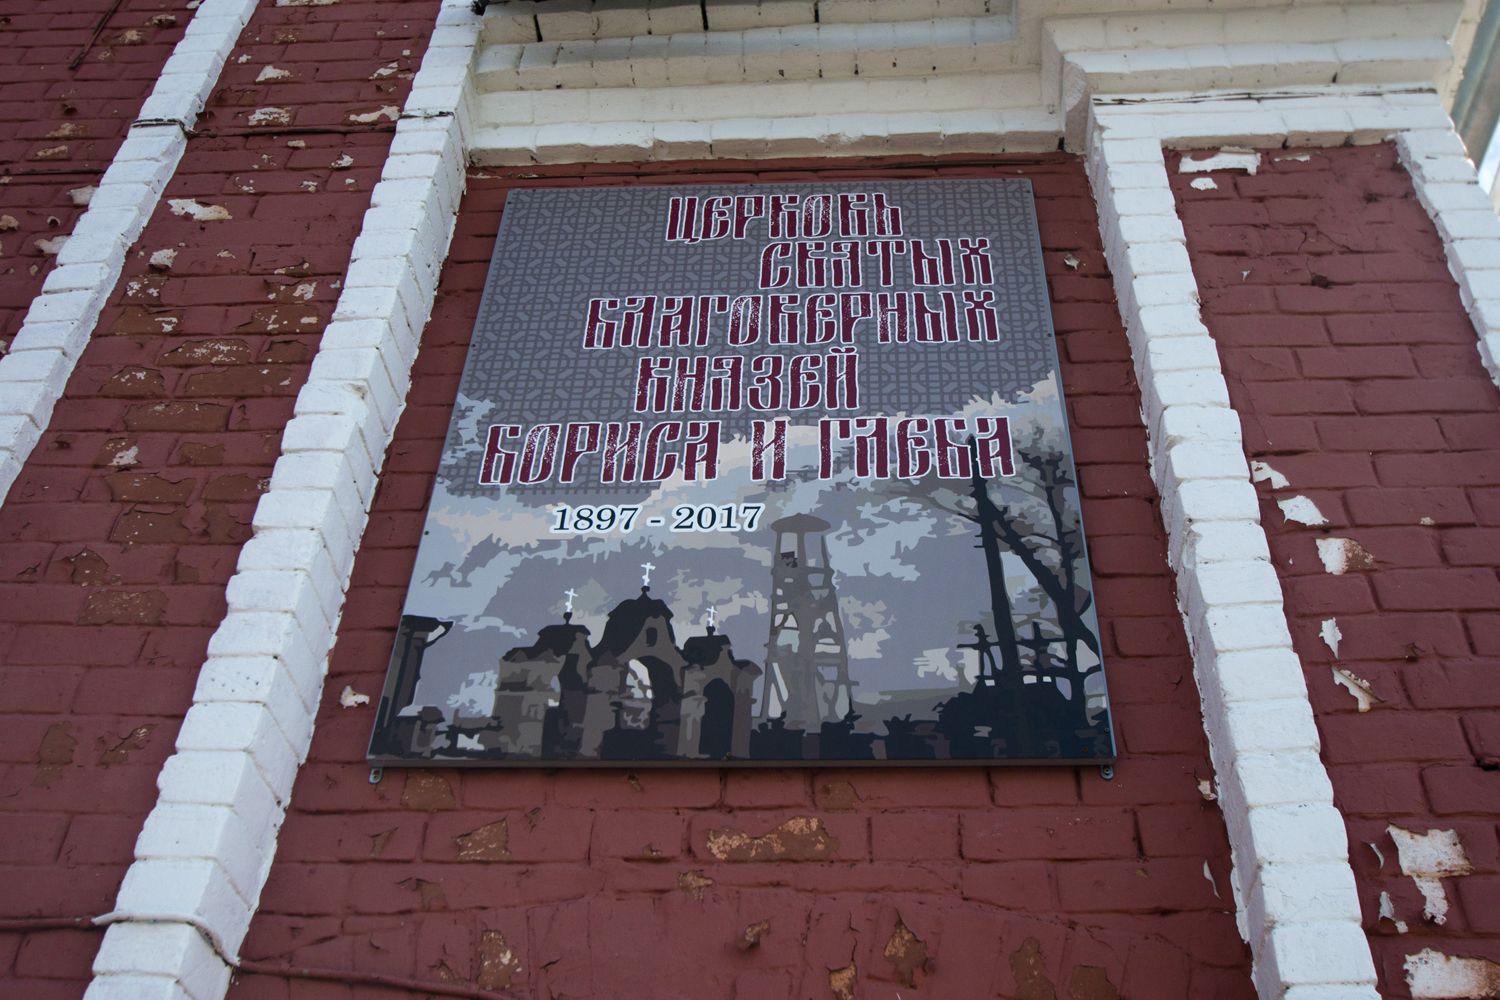 ЦЕРКОВЬ
СВЯТЫХ
БЛАГОВЕРНЫХ
КНЯЗЕЙ
БОРИСА И ГЛЕБА
1897 - 2017